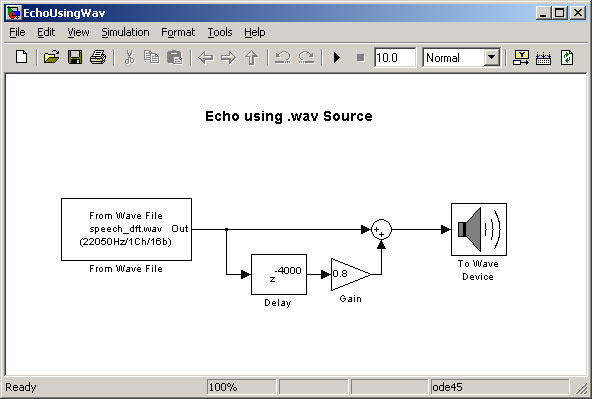 EchoUsingWav
File Edit View Simulation Format Tools Help
10.0 Normal
Echo using .wav Source
From Wave File
speech_dft.wav Out
(22050Hz/1Ch/16b)
From Wave File
z^-4000
Delay
0.8
Gain
+
+
To Wave
Device
Ready 100% ode45